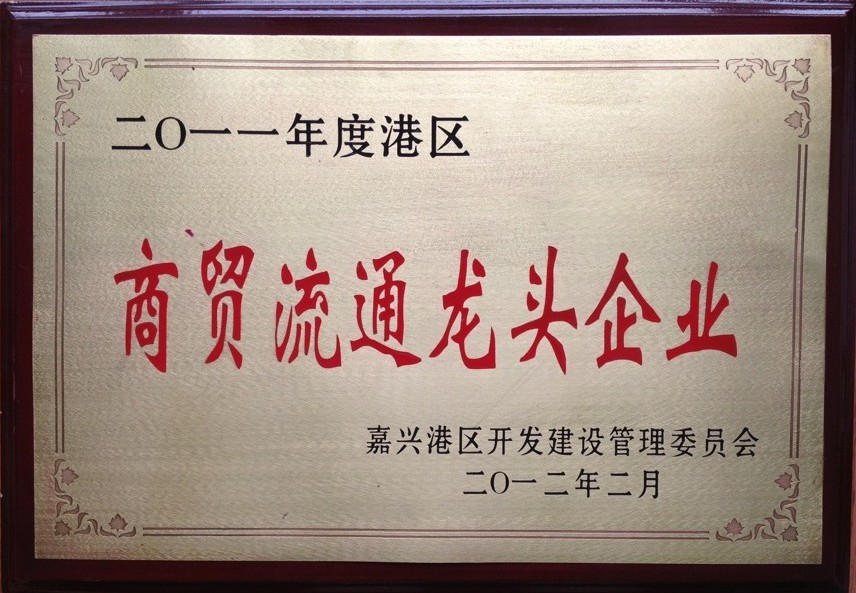 二〇一一年度港区
商贸流通龙头企业
嘉兴港区开发建设管理委员会
二〇一二年二月